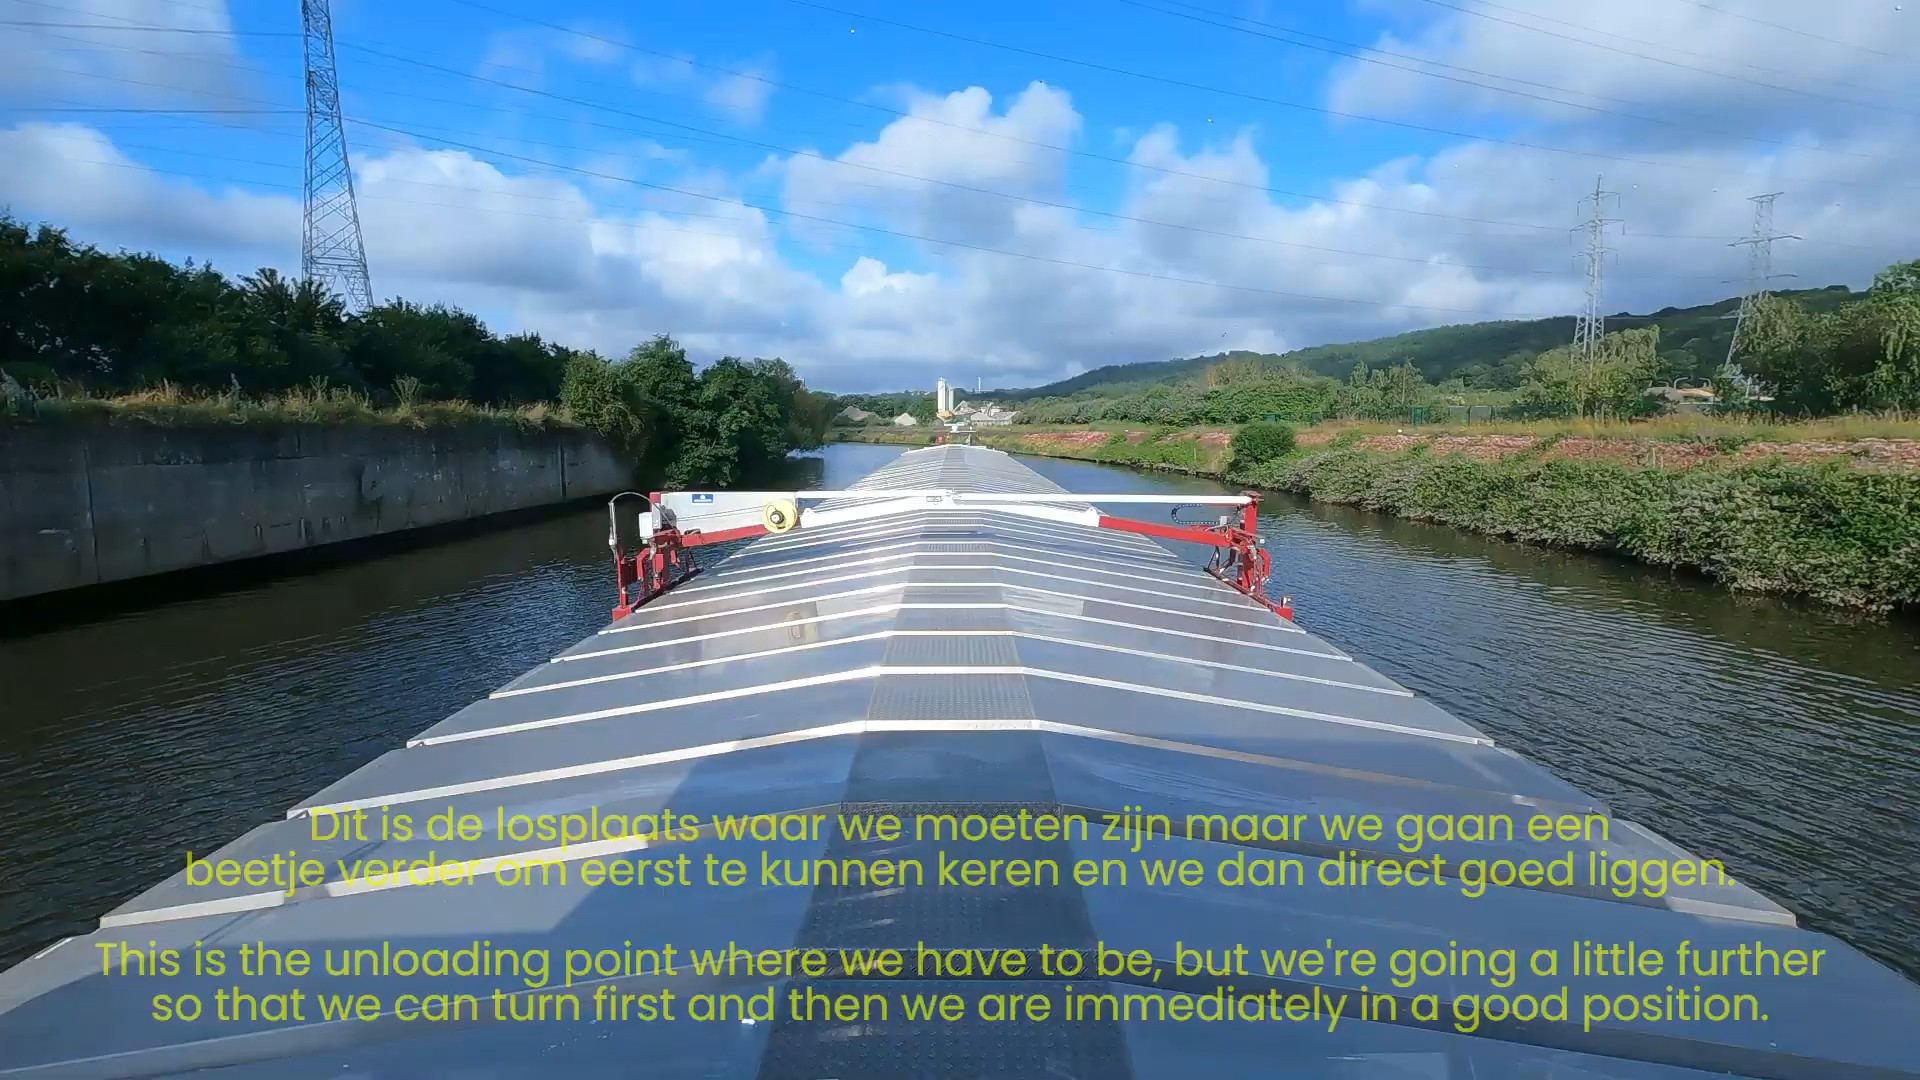 Dit is de losplaats waar we moeten zijn maar we gaan een
beetje verder om eerst te kunnen keren en we dan direct goed liggen.
This is the unloading point where we have to be, but we're going a little further
so that we can turn first and then we are immediately in a good position.